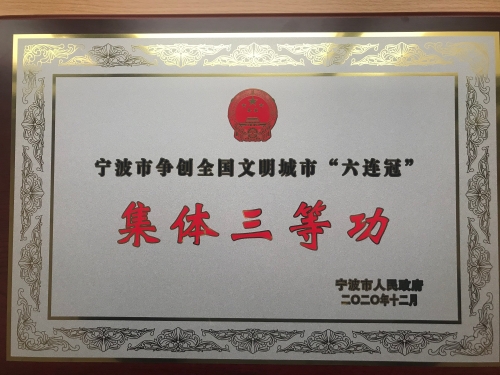 宁波市争创全国文明城市“六连冠”
集体三等功
宁波市人民政府
二〇二〇年十二月